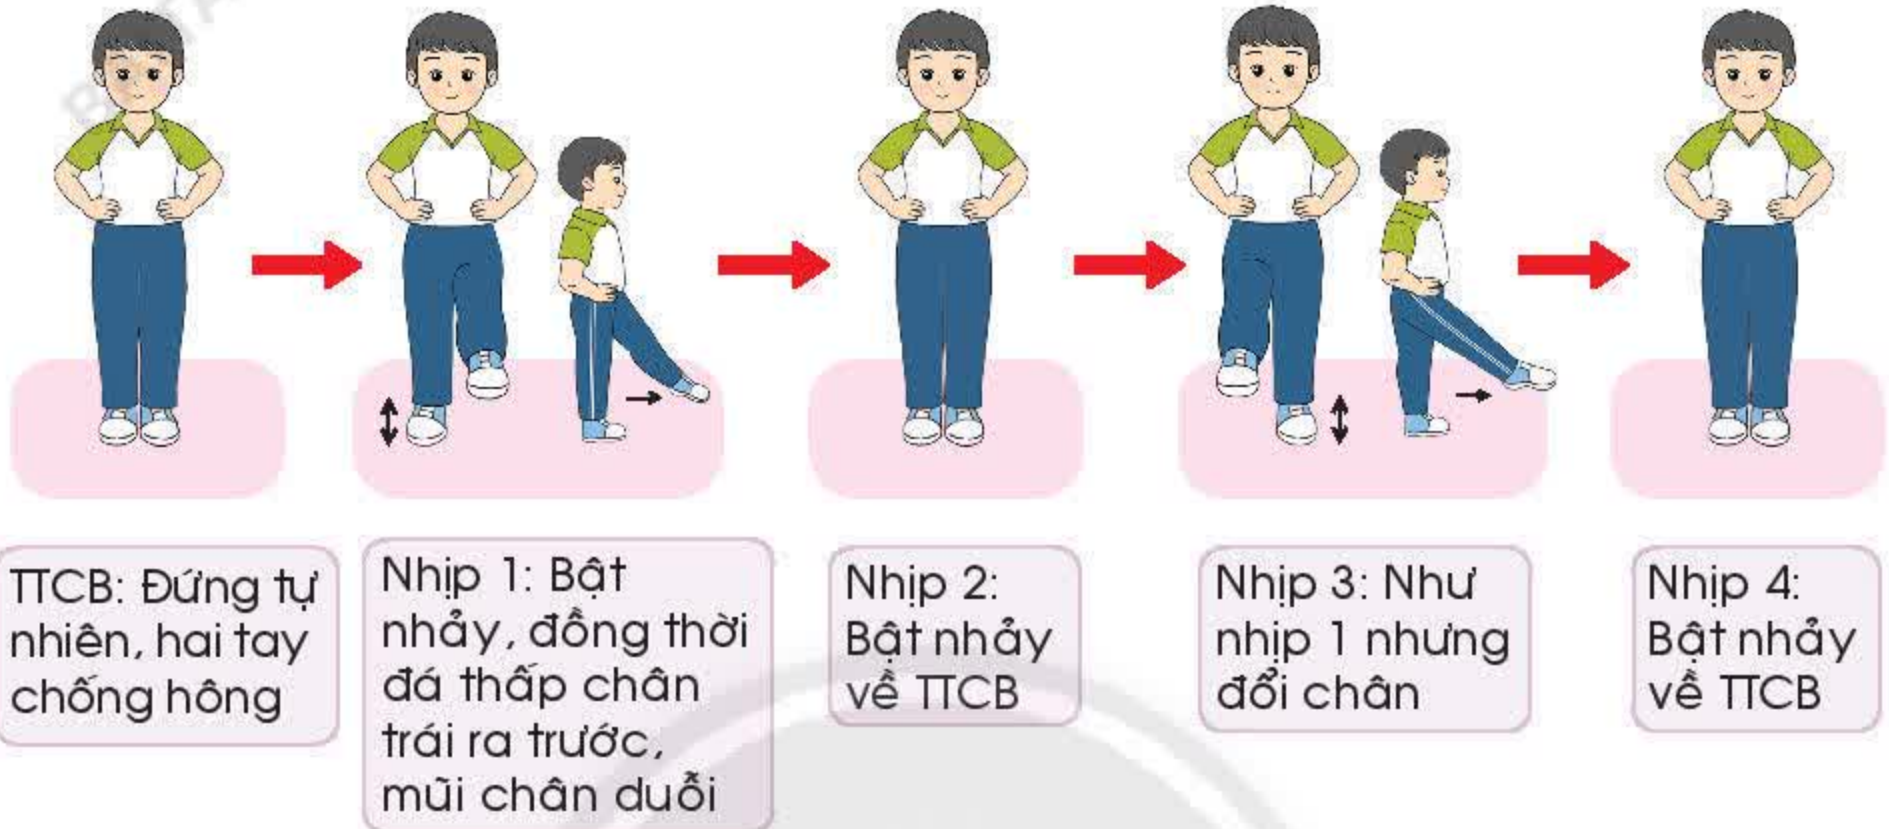 TTCB: Đứng tự
nhiên, hai tay
chống hông
Nhịp 1: Bật
nhảy, đồng thời
đá thấp chân
trái ra trước,
mũi chân duỗi
Nhịp 2:
Bật nhảy
về TTCB
Nhịp 3: Như
nhịp 1 nhưng
đổi chân
Nhịp 4:
Bật nhảy
về TTCB